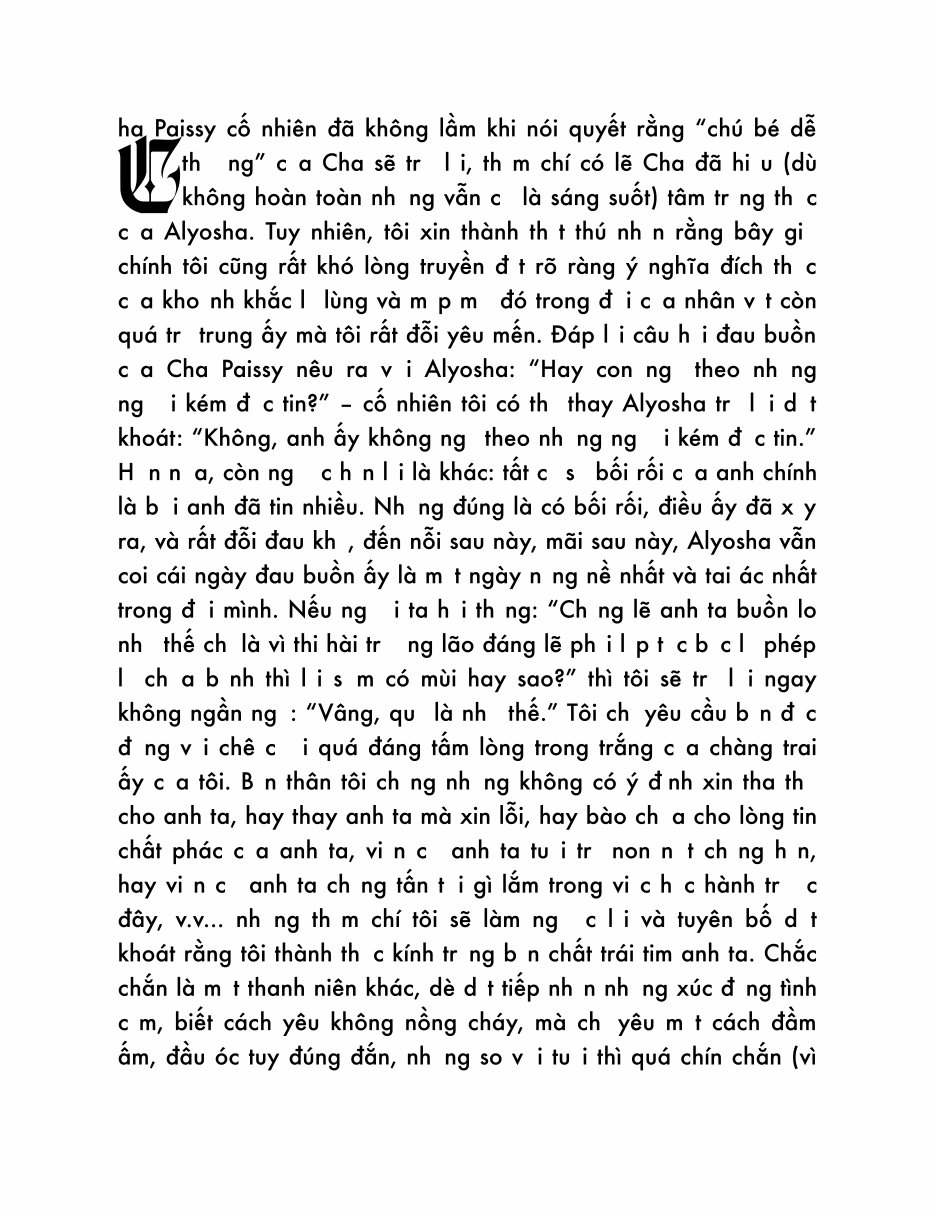 Cha Paissy cố nhiên đã không lầm khi nói quyết rằng “chú bé dễ
th ng” c a Cha sẽ tr l i, th m chí có lẽ Cha đã hi u (dù
không hoàn toàn nh ng vẫn c là sáng suốt) tâm tr ng th c
c a Alyosha. Tuy nhiên, tôi xin thành th t thú nh n rằng bây gi
chính tôi cũng rất khó lòng truyền đ t rõ ràng ý nghĩa đích th c
c a kho nh khắc l lùng và m p m đó trong đ i c a nhân v t còn
quá tr trung ấy mà tôi rất đỗi yêu mến. Đáp l i câu h i đau buồn
c a Cha Paissy nêu ra v i Alyosha: “Hay con ng theo nh ng
ng i kém đ c tin?” – cố nhiên tôi có th thay Alyosha tr l i d t
khoát: “Không, anh ấy không ng theo nh ng ng i kém đ c tin.”
H n n a, còn ng c h n l i là khác: tất c s bối rối c a anh chính
là b i anh đã tin nhiều. Nh ng đúng là có bối rối, điều ấy đã x y
ra, và rất đỗi đau kh , đến nỗi sau này, mãi sau này, Alyosha vẫn
coi cái ngày đau buồn ấy là m t ngày n ng nề nhất và tai ác nhất
trong đ i mình. Nếu ng i ta h i th ng: “Ch ng lẽ anh ta buồn lo
nh thế ch là vì thi hài tr ng lão đáng lẽ ph i l p t c b c l phép
l ch a b nh thì l i s m có mùi hay sao?” thì tôi sẽ tr l i ngay
không ngần ng : “Vâng, qu là nh thế.” Tôi ch yêu cầu b n đ c
đ ng v i chê c i quá đáng tấm lòng trong trắng c a chàng trai
ấy c a tôi. B n thân tôi ch ng nh ng không có ý đ nh xin tha th
cho anh ta, hay thay anh ta mà xin lỗi, hay bào ch a cho lòng tin
chất phác c a anh ta, vi n c anh ta tu i tr non n t ch ng h n,
hay vi n c anh ta ch ng tấn t i gì lắm trong vi c h c hành tr c
đây, v.v... nh ng th m chí tôi sẽ làm ng c l i và tuyên bố d t
khoát rằng tôi thành th c kính tr ng b n chất trái tim anh ta. Chắc
chắn là m t thanh niên khác, dè d t tiếp nh n nh ng xúc đ ng tình
c m, biết cách yêu không nồng cháy, mà ch yêu m t cách đầm
ấm, đầu óc tuy đúng đắn, nh ng so v i tu i thì quá chín chắn (vì